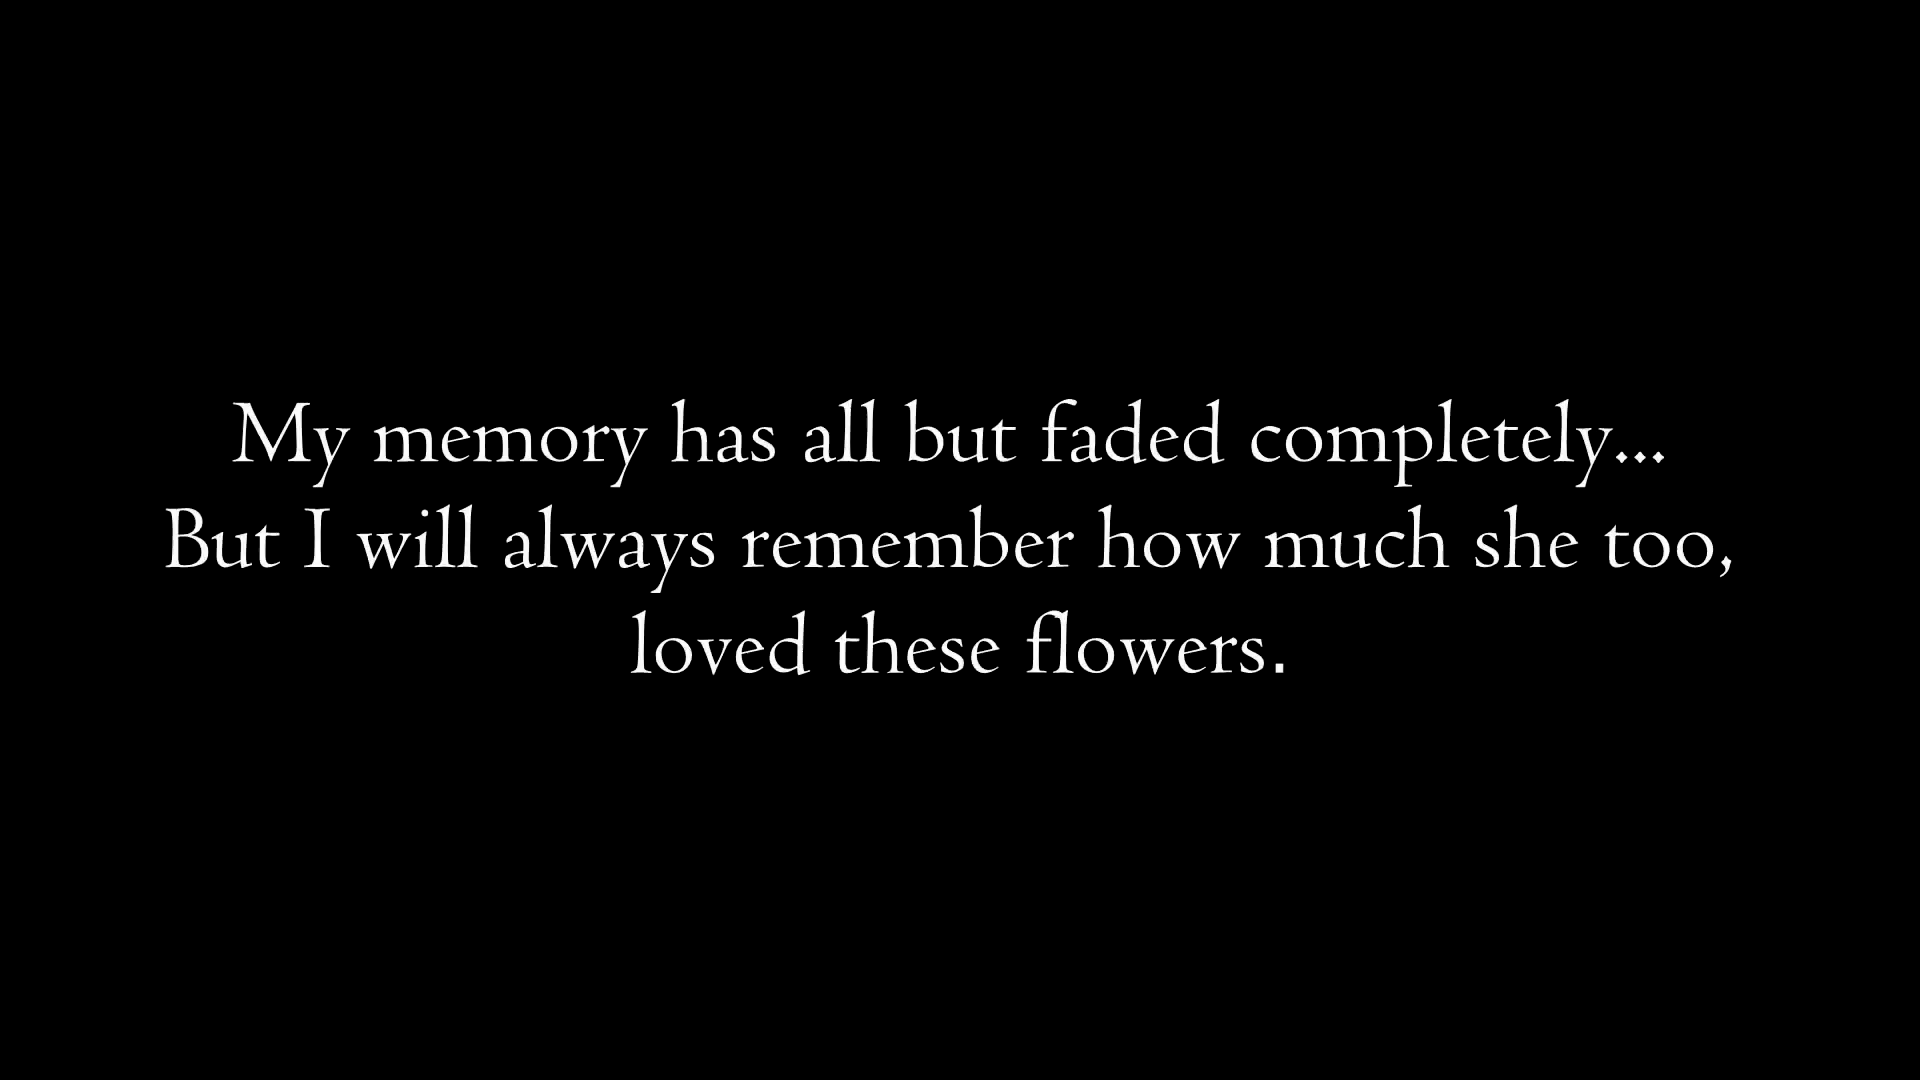 My memory has all but faded completely...
But I will always remember how much she too,
loved these flowers.